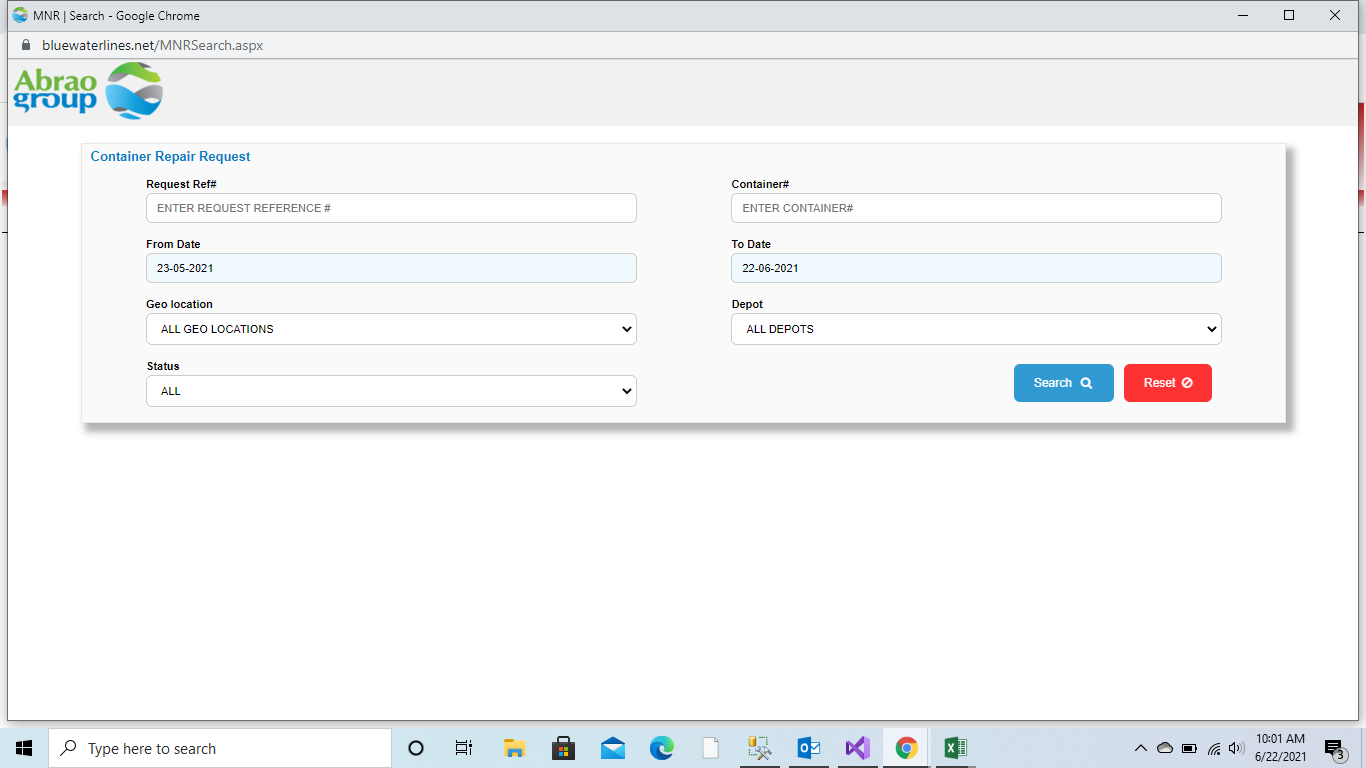 MNR | Search - Google Chrome
bluewaterlines.net/MNRSearch.aspx
Abrao
group
Container Repair Request
Request Ref# Container#
ENTER REQUEST REFERENCE # ENTER CONTAINER#
From Date To Date
23-05-2021 22-06-2021
Geo location Depot
ALL GEO LOCATIONS ALL DEPOTS
Status
ALL Search Reset
Type here to search
10:01 AM
6/22/2021
3